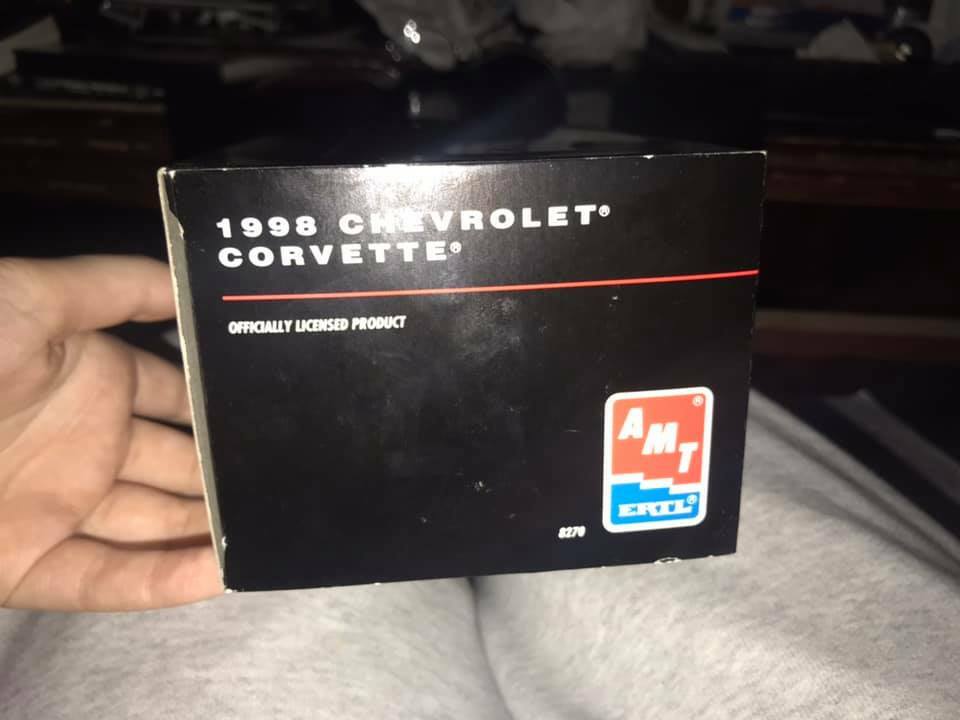 1998 CHEVROLET®
CORVETTE®
OFFICIALLY LICENSED PRODUCT
AMT®
ERTL®
8270